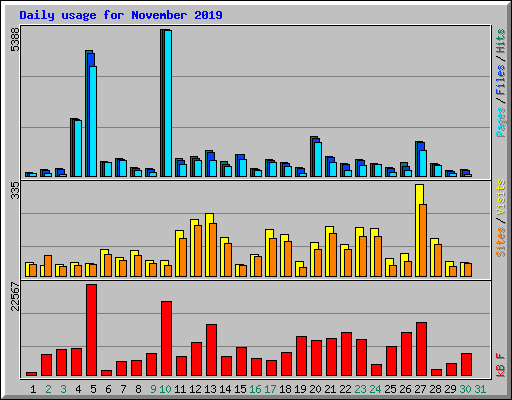 Daily usage for November 2019
5388
Pages / Files / Hits
335
Sites / Visits
22567
kB F
1 2 3 4 5 6 7 8 9 10 11 12 13 14 15 16 17 18 19 20 21 22 23 24 25 26 27 28 29 30 31